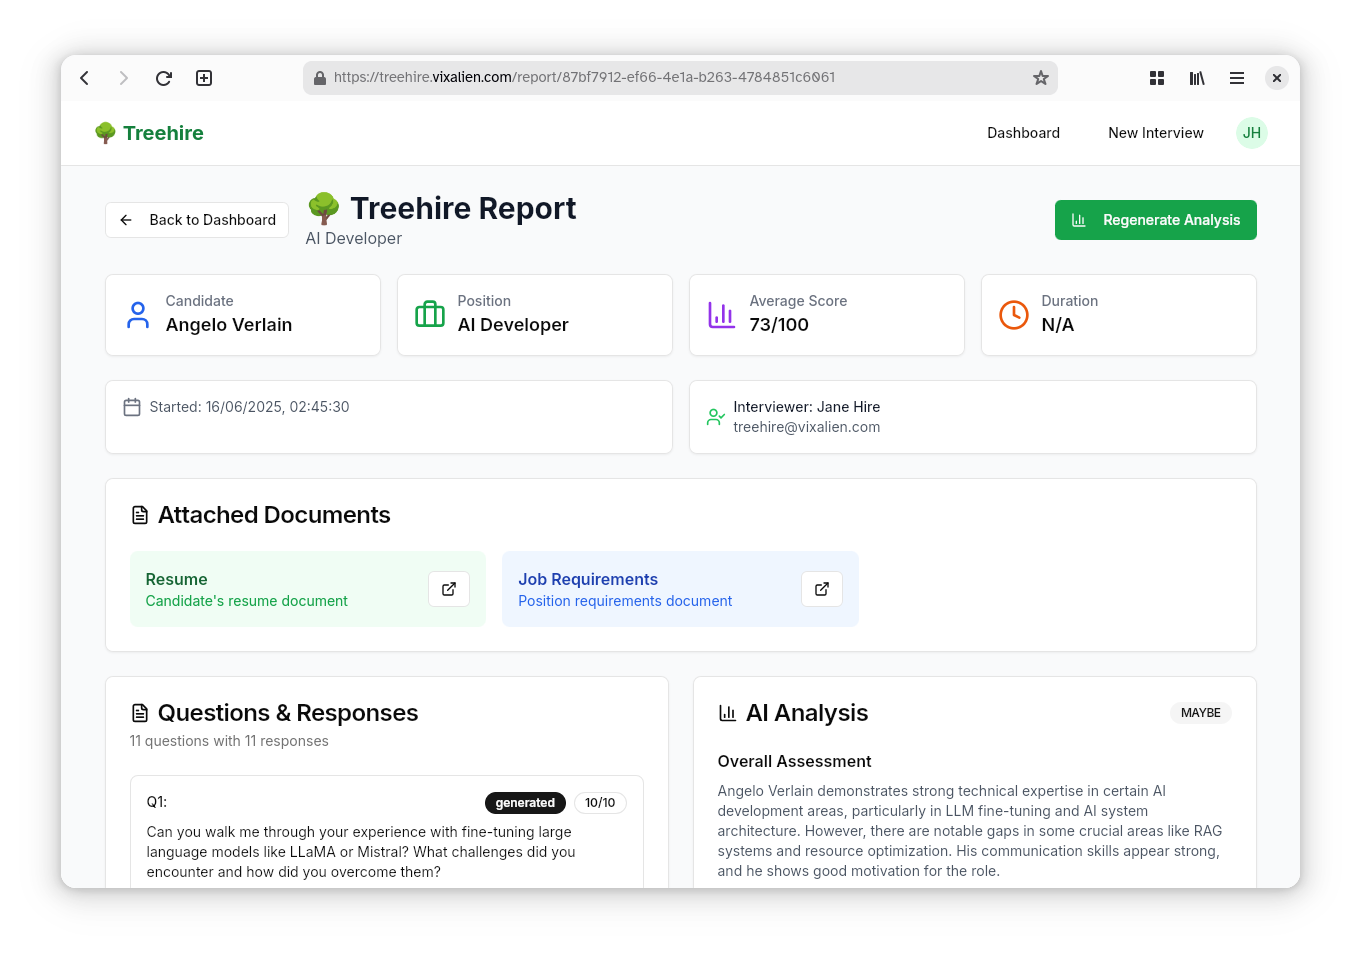 https://treehire.vixalien.com/report/87bf7912-ef66-4e1a-b263-4784851c6061
Treehire
Dashboard
New Interview
JH
Back to Dashboard
Treehire Report
AI Developer
Regenerate Analysis
Candidate
Angelo Verlain
Position
AI Developer
Average Score
73/100
Duration
N/A
Started: 16/06/2025, 02:45:30
Interviewer: Jane Hire
treehire@vixalien.com
Attached Documents
Resume
Candidate's resume document
Job Requirements
Position requirements document
Questions & Responses
11 questions with 11 responses
Q1:
generated
10/10
Can you walk me through your experience with fine-tuning large
language models like LLaMA or Mistral? What challenges did you
encounter and how did you overcome them?
AI Analysis
MAYBE
Overall Assessment
Angelo Verlain demonstrates strong technical expertise in certain AI
development areas, particularly in LLM fine-tuning and AI system
architecture. However, there are notable gaps in some crucial areas like RAG
systems and resource optimization. His communication skills appear strong,
and he shows good motivation for the role.